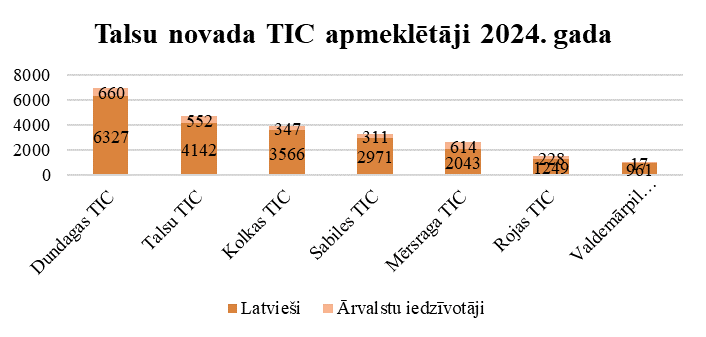 Talsu novada TIC apmeklētāji 2024. gada
8000
6000
4000
2000
0
660
6327
552
4142
347
3566
311
2971
614
2043
228
1249
17
961
Dundagas TIC
Talsu TIC
Kolkas TIC
Sabiles TIC
Mērsraga TIC
Rojas TIC
Valdemārpil...
Latvieši
Ārvalstu iedzīvotāji